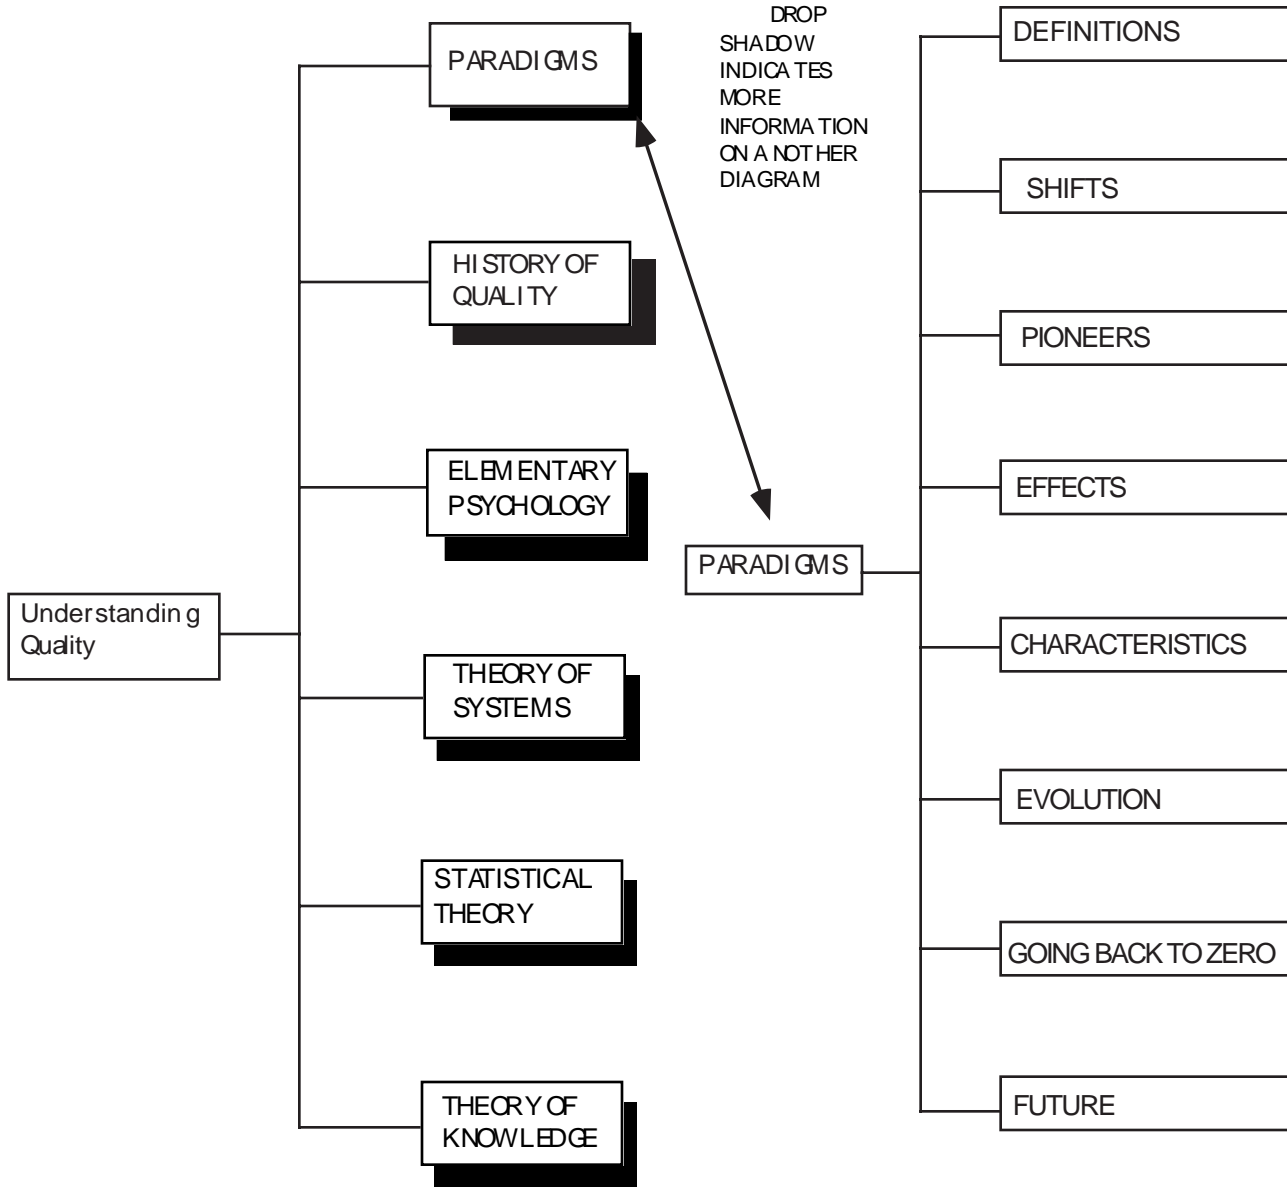 Understanding
Quality
PARADIGMS
HISTORY OF
QUALITY
ELEMENTARY
PSYCHOLOGY
THEORY OF
SYSTEMS
STATISTICAL
THEORY
THEORY OF
KNOWLEDGE
DROP
SHADOW
INDICATES
MORE
INFORMATION
ON ANOTHER
DIAGRAM
PARADIGMS
DEFINITIONS
SHIFTS
PIONEERS
EFFECTS
CHARACTERISTICS
EVOLUTION
GOING BACK TO ZERO
FUTURE